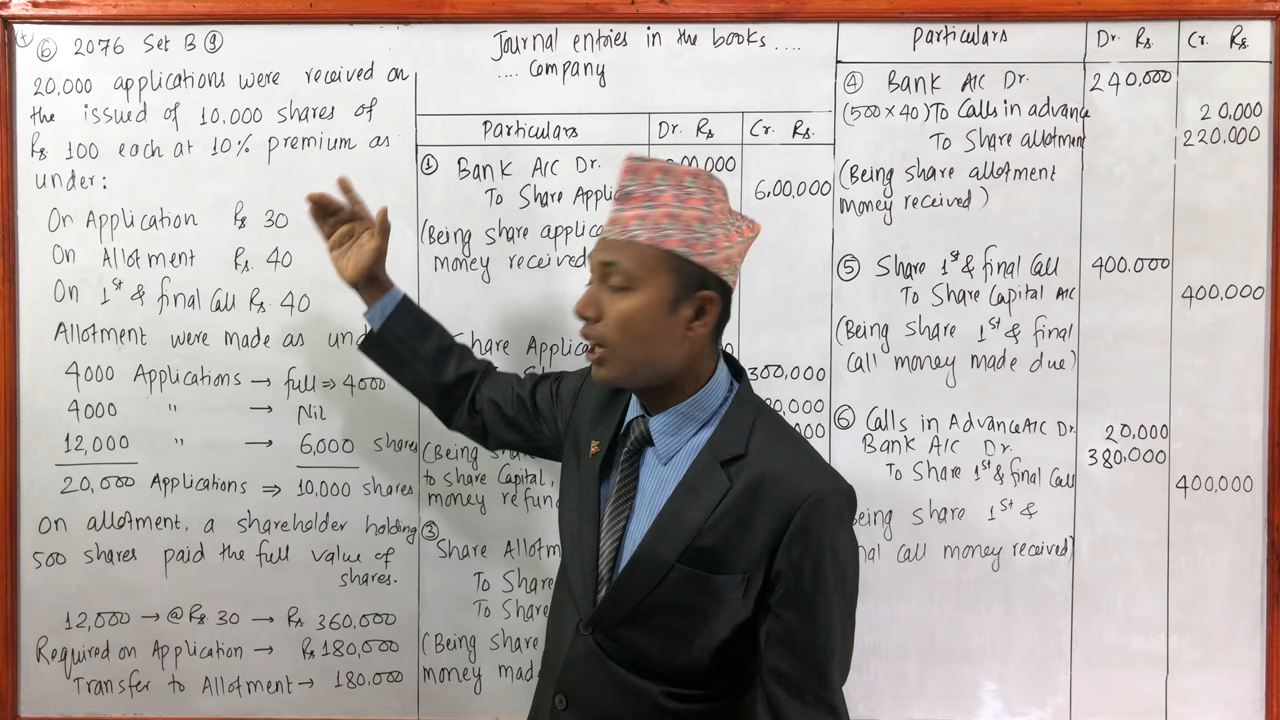 ⑥ 2076 Set B ⑨
20,000 applications were received on
the issued of 10,000 shares of
Rs 100 each at 10% premium as
under:
On Application Rs 30
On Allotment Rs. 40
On 1st & final Call Rs. 40
Allotment were made as
4000 Applications → full ⇒ 4000
4000 " → Nil
12,000 " → 6,000 shares
20,000 Applications ⇒ 10,000 shares
On allotment, a shareholder holding
500 shares paid the full value of
shares.
12,000 → @ Rs. 30 → Rs 360,000
Required on Application → Rs 180,000
Transfer to Allotment → 180,000
Journal entries in the books ....
.... Company
Particulars Dr. Rs Cr. Rs.
① Bank A/C Dr.
To Share 6,00,000
(Being share
money received
Share
300,000
(Being
to Share Capital,
money
③
Share
To Share
To Share
(Being Share
money
Particulars Dr. Rs. Cr. Rs.
④ Bank A/C Dr. 240,000
(500 × 40) To Calls in advance 20,000
To Share allotment 220,000
(Being share allotment
money received)
⑤ Share 1st & final Call 400.000
To Share Capital A/C 400,000
(Being share 1st & final
call money made due)
⑥ Calls in Advance A/C Dr. 20,000
Bank A/C Dr. 380,000
To Share 1st & final Call 400,000
share 1st &
call money received)